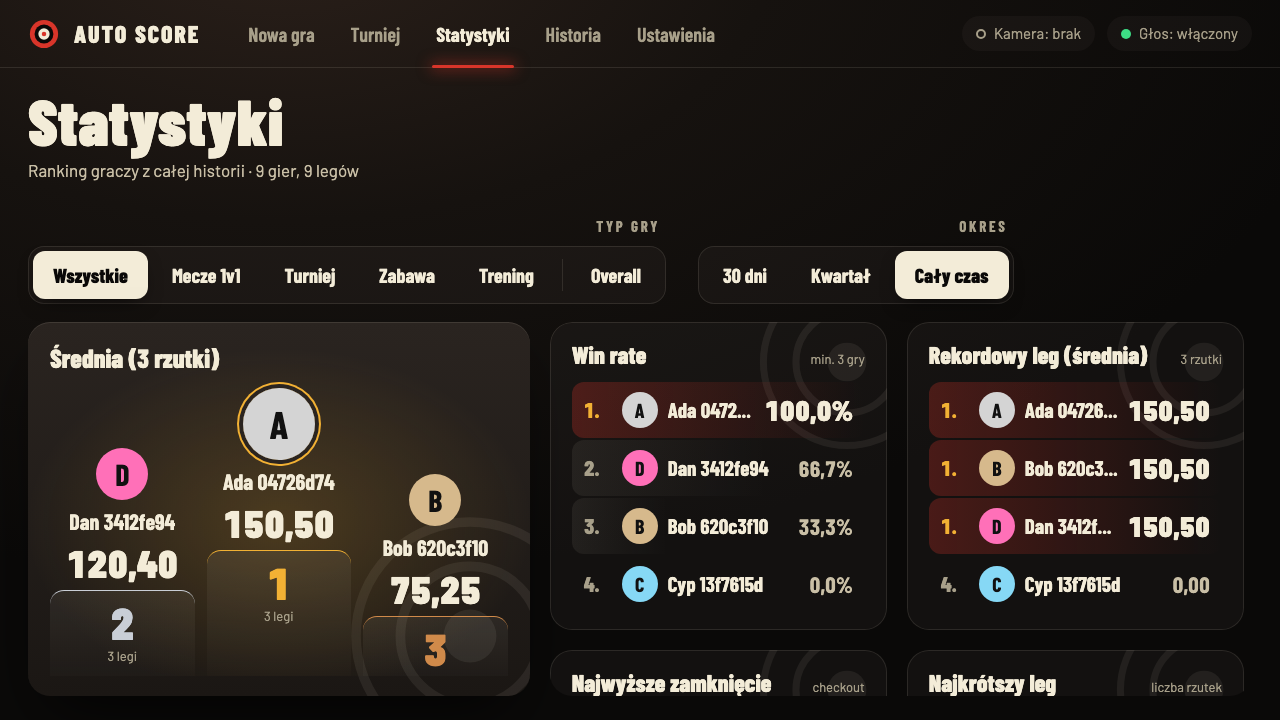 AUTO SCORE
Nowa gra
Turniej
Statystyki
Historia
Ustawienia
Kamera: brak
Głos: włączony
Statystyki
Ranking graczy z całej historii · 9 gier, 9 legów
TYP GRY
OKRES
Wszystkie
Mecze 1v1
Turniej
Zabawa
Trening
Overall
30 dni
Kwartał
Cały czas
Średnia (3 rzutki)
A
Ada 04726d74
150,50
1
3 legi
D
Dan 3412fe94
120,40
2
3 legi
B
Bob 620c3f10
75,25
3
Win rate
min. 3 gry
1. A Ada 0472... 100,0%
2. D Dan 3412fe94 66,7%
3. B Bob 620c3f10 33,3%
4. C Cyp 13f7615d 0,0%
Rekordowy leg (średnia)
3 rzutki
1. A Ada 04726... 150,50
1. B Bob 620c3... 150,50
1. D Dan 3412f... 150,50
4. C Cyp 13f7615d 0,00
Najwyższe zamknięcie
checkout
Najkrótszy leg
liczba rzutek